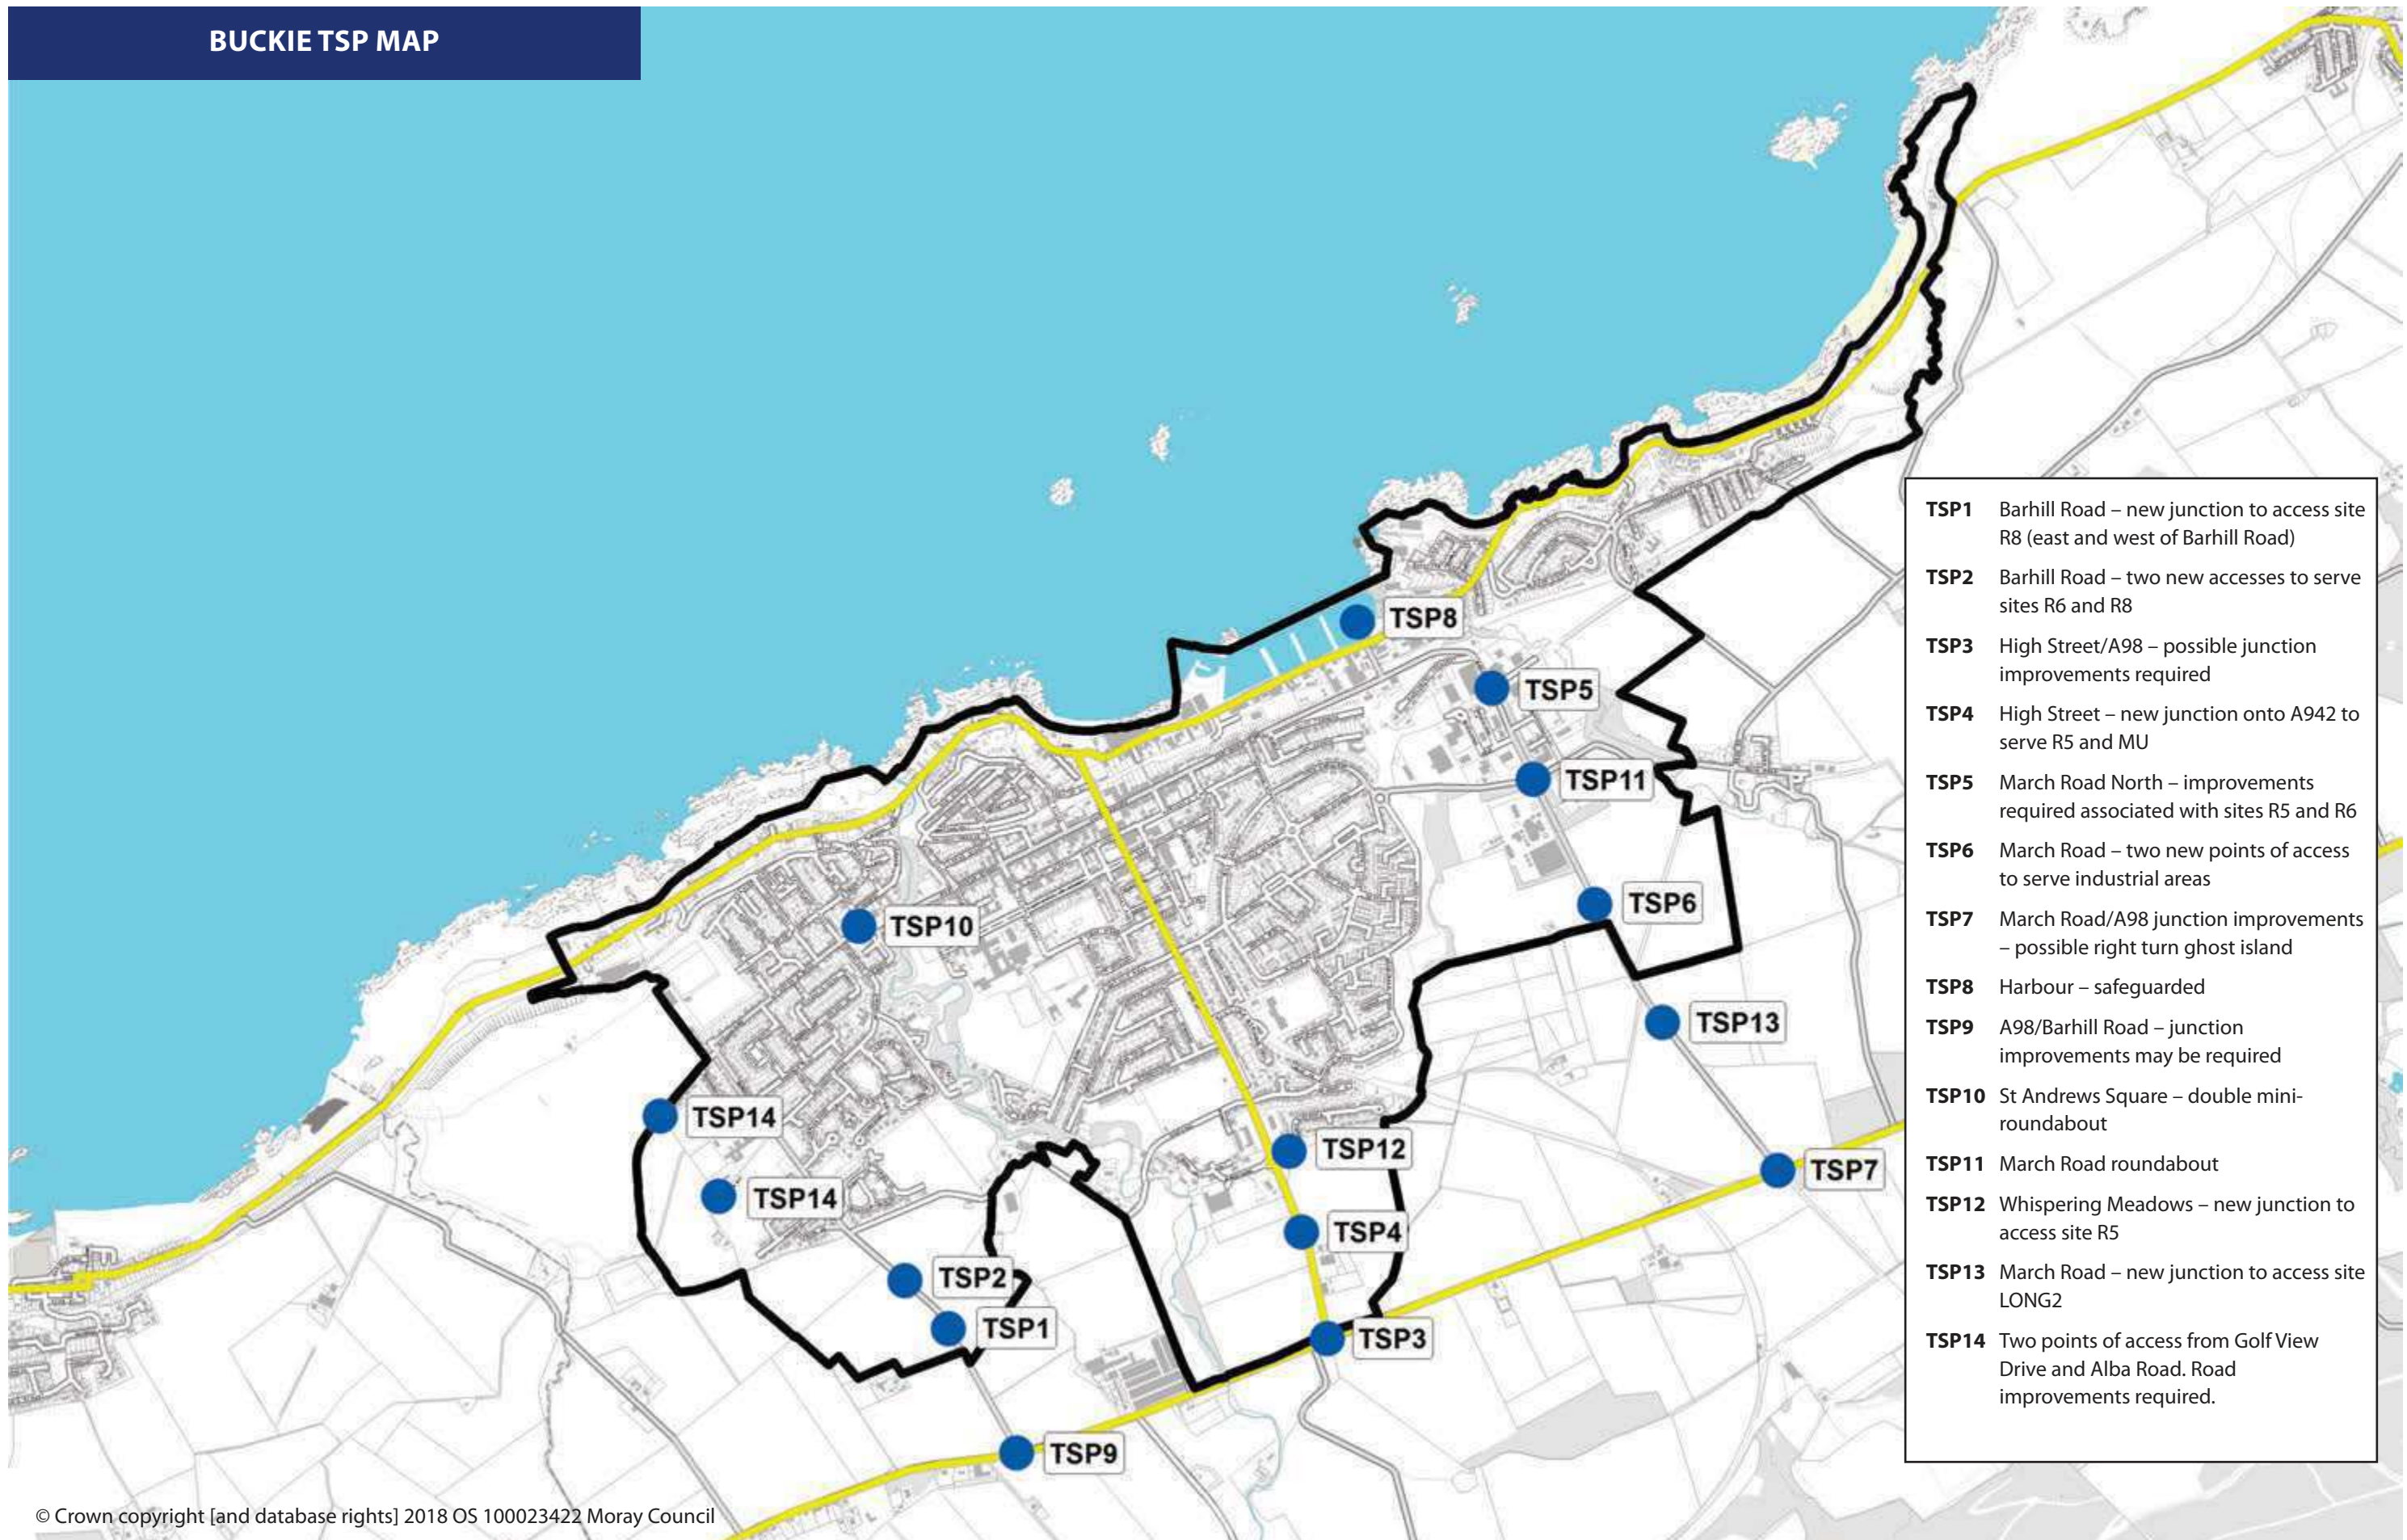 BUCKIE TSP MAP
TSP8
TSP5
TSP11
TSP6
TSP10
TSP13
TSP14
TSP12
TSP7
TSP14
TSP4
TSP2
TSP1
TSP3
TSP9
TSP1 Barhill Road – new junction to access site
R8 (east and west of Barhill Road)
TSP2 Barhill Road – two new accesses to serve
sites R6 and R8
TSP3 High Street/A98 – possible junction
improvements required
TSP4 High Street – new junction onto A942 to
serve R5 and MU
TSP5 March Road North – improvements
required associated with sites R5 and R6
TSP6 March Road – two new points of access
to serve industrial areas
TSP7 March Road/A98 junction improvements
– possible right turn ghost island
TSP8 Harbour – safeguarded
TSP9 A98/Barhill Road – junction
improvements may be required
TSP10 St Andrews Square – double mini-
roundabout
TSP11 March Road roundabout
TSP12 Whispering Meadows – new junction to
access site R5
TSP13 March Road – new junction to access site
LONG2
TSP14 Two points of access from Golf View
Drive and Alba Road. Road
improvements required.
© Crown copyright [and database rights] 2018 OS 100023422 Moray Council